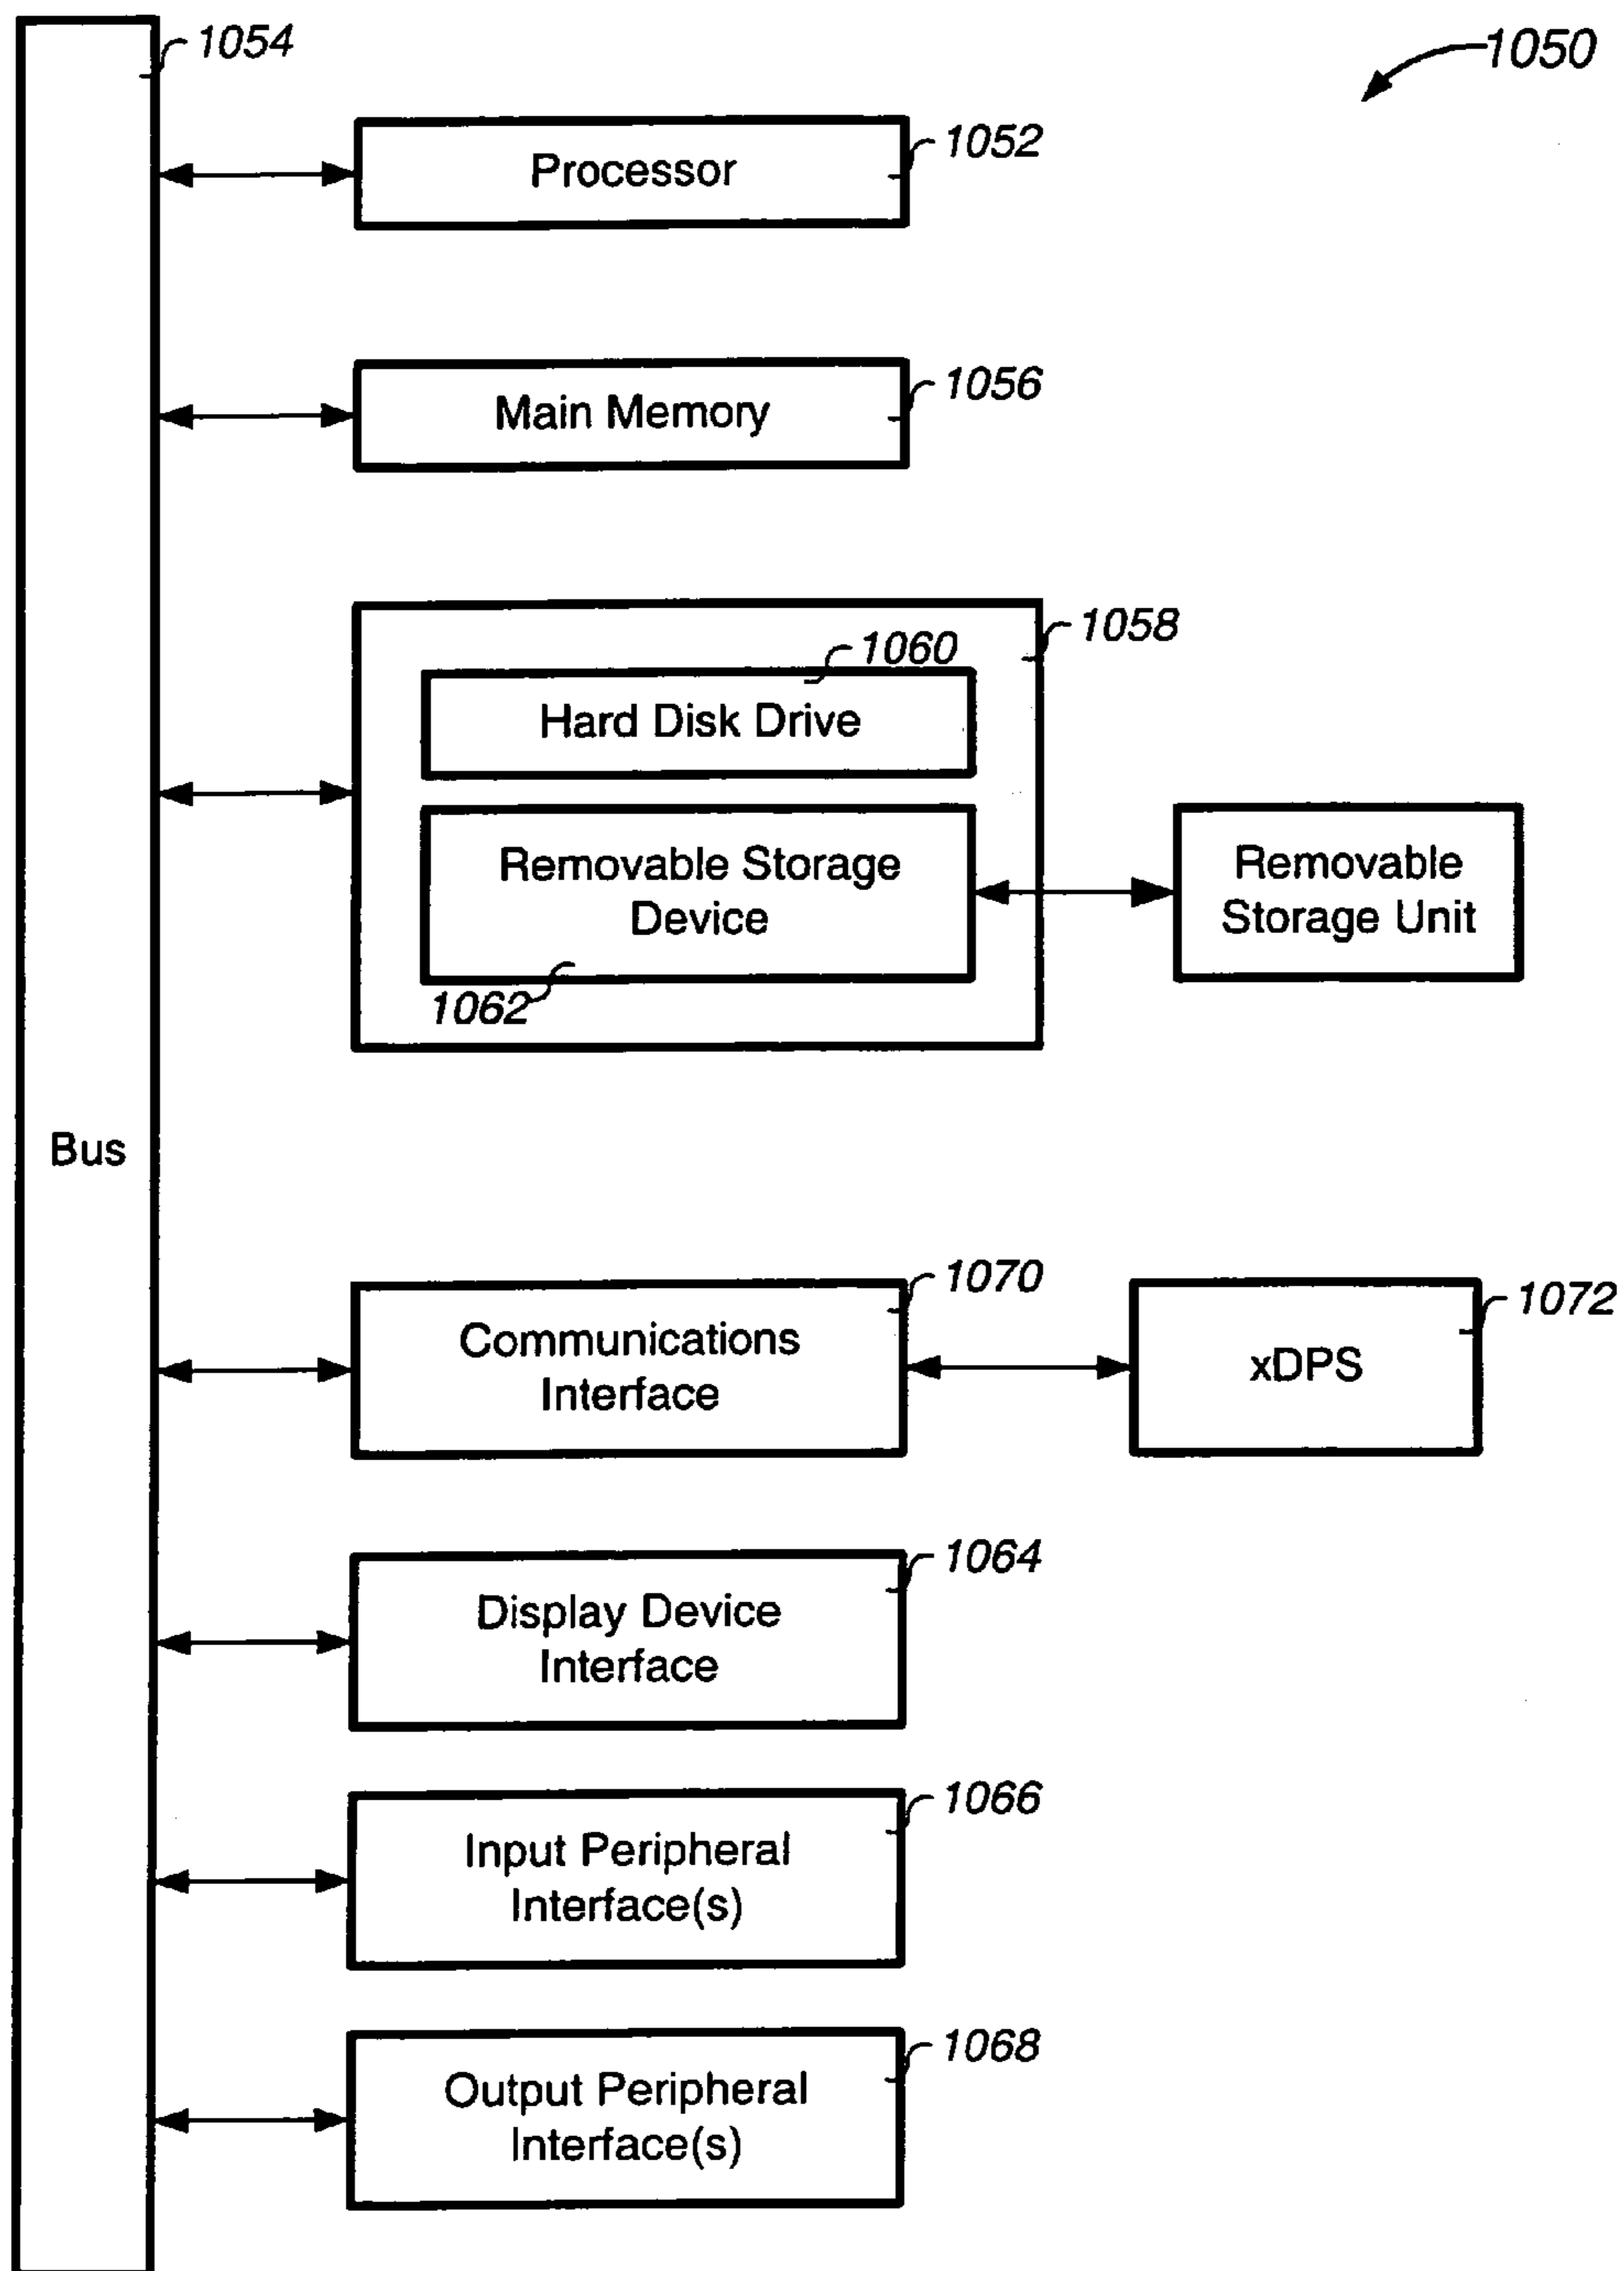 1054
1050
1052
Processor
1056
Main Memory
1058
1060
Hard Disk Drive
Removable Storage
Device
1062
Removable
Storage Unit
Bus
1070
Communications
Interface
1072
xDPS
1064
Display Device
Interface
1066
Input Peripheral
Interface(s)
1068
Output Peripheral
Interface(s)